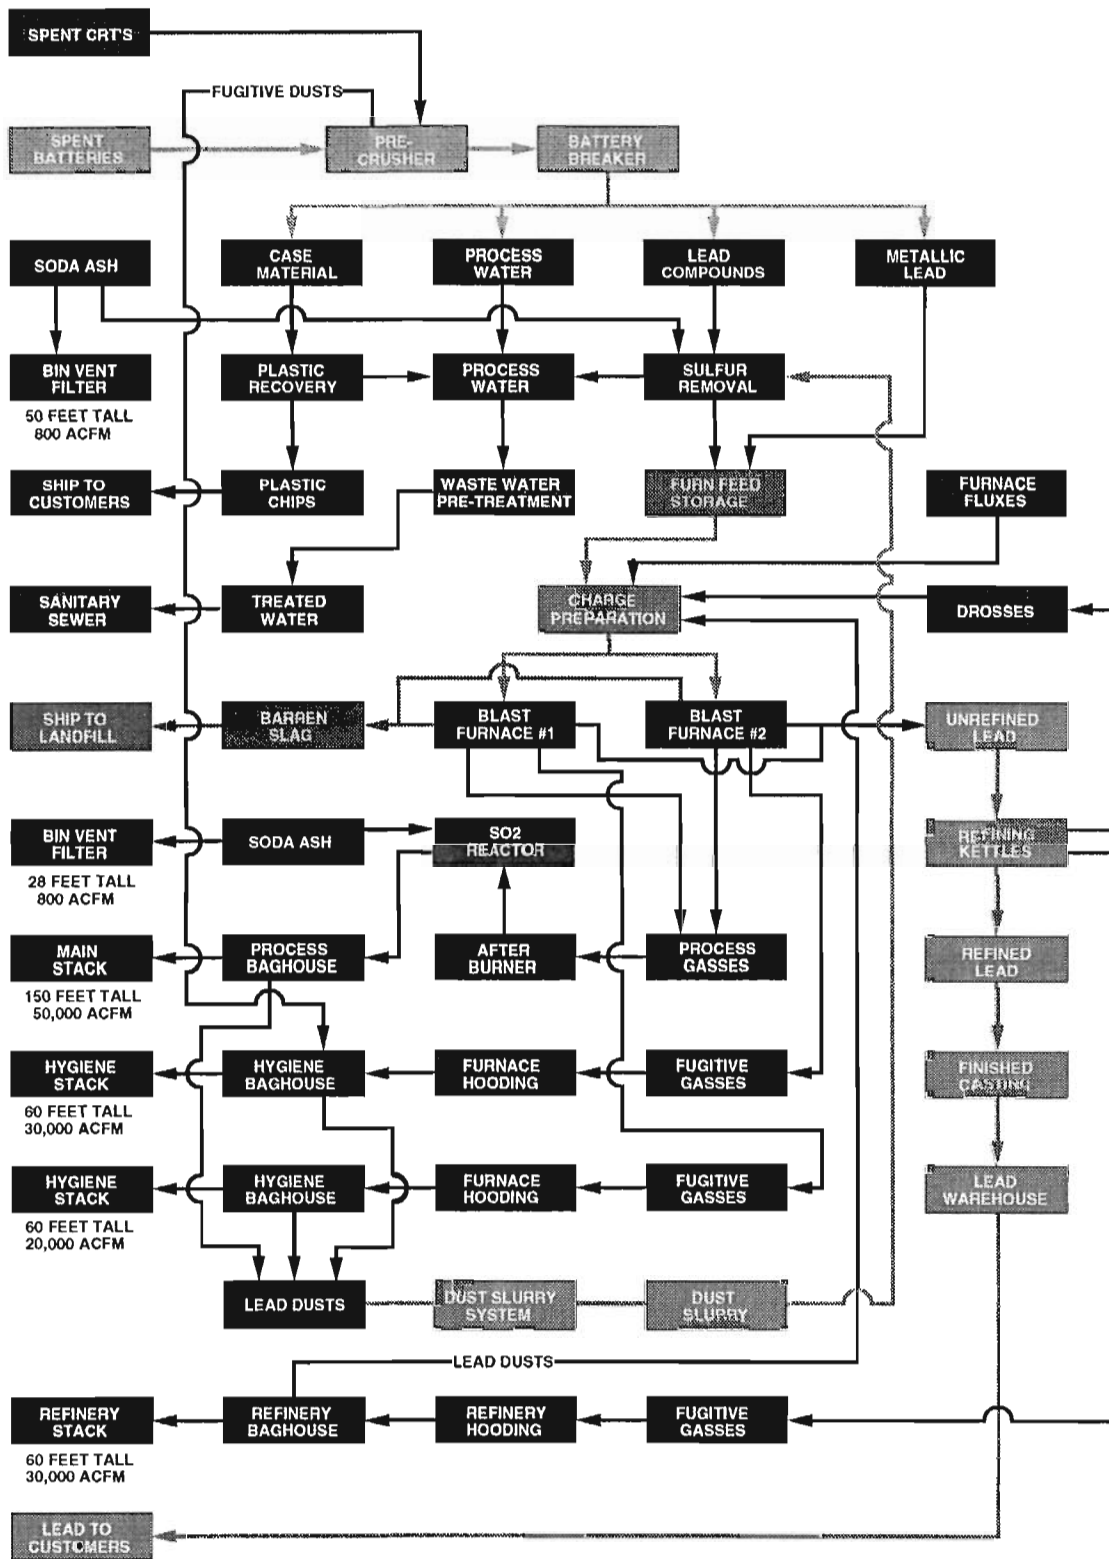 SPENT CRT'S
FUGITIVE DUSTS
SPENT
BATTERIES
PRE-
CRUSHER
BATTERY
BREAKER
SODA ASH
CASE
MATERIAL
PROCESS
WATER
LEAD
COMPOUNDS
METALLIC
LEAD
BIN VENT
FILTER
50 FEET TALL
800 ACFM
PLASTIC
RECOVERY
PROCESS
WATER
SULFUR
REMOVAL
SHIP TO
CUSTOMERS
PLASTIC
CHIPS
WASTE WATER
PRE-TREATMENT
FURN FEED
STORAGE
FURNACE
FLUXES
SANITARY
SEWER
TREATED
WATER
CHARGE
PREPARATION
DROSSES
SHIP TO
LANDFILL
BARREN
SLAG
BLAST
FURNACE #1
BLAST
FURNACE #2
UNREFINED
LEAD
BIN VENT
FILTER
28 FEET TALL
800 ACFM
SODA ASH
SO2
REACTOR
REFINING
KETTLES
MAIN
STACK
150 FEET TALL
50,000 ACFM
PROCESS
BAGHOUSE
AFTER
BURNER
PROCESS
GASSES
REFINED
LEAD
HYGIENE
STACK
60 FEET TALL
30,000 ACFM
HYGIENE
BAGHOUSE
FURNACE
HOODING
FUGITIVE
GASSES
FINISHED
CASTING
HYGIENE
STACK
60 FEET TALL
20,000 ACFM
HYGIENE
BAGHOUSE
FURNACE
HOODING
FUGITIVE
GASSES
LEAD
WAREHOUSE
LEAD DUSTS
DUST SLURRY
SYSTEM
DUST
SLURRY
LEAD DUSTS
REFINERY
STACK
60 FEET TALL
30,000 ACFM
REFINERY
BAGHOUSE
REFINERY
HOODING
FUGITIVE
GASSES
LEAD TO
CUSTOMERS